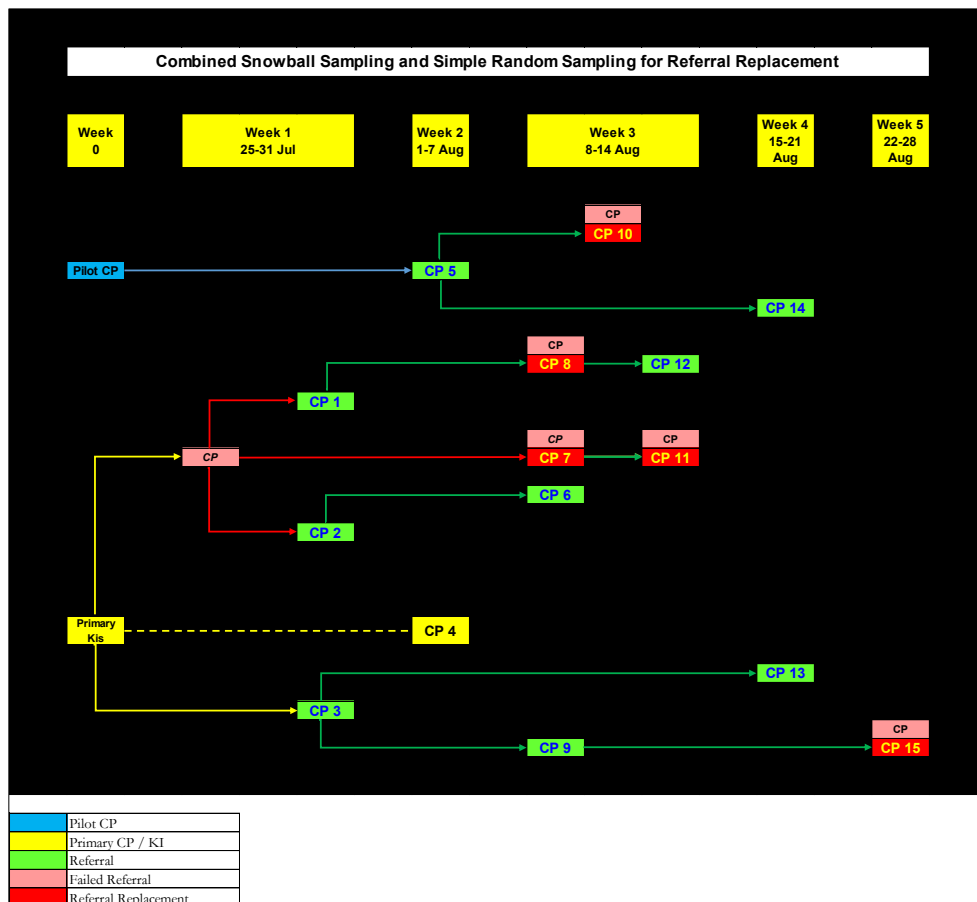 Combined Snowball Sampling and Simple Random Sampling for Referral Replacement
Week
0
Week 1
25-31 Jul
Week 2
1-7 Aug
Week 3
8-14 Aug
Week 4
15-21
Aug
Week 5
22-28
Aug
CP
CP 10
Pilot CP
CP 5
CP 14
CP
CP 8
CP 12
CP 1
CP
CP
CP
CP 7
CP 11
CP 6
CP 2
Primary
Kis
CP 4
CP 13
CP 3
CP
CP 9
CP 15
Pilot CP
Primary CP / KI
Referral
Failed Referral
Referral Replacement